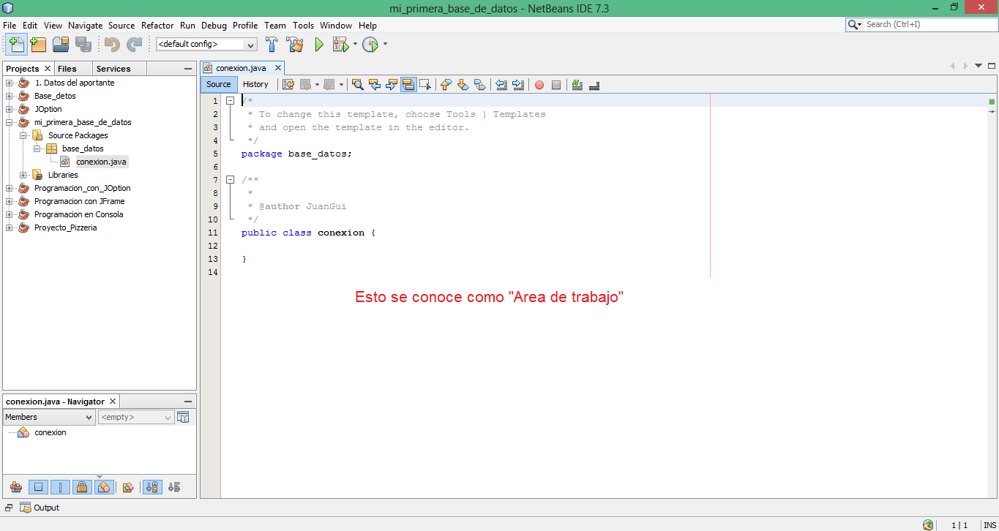 mi_primera_base_de_datos - NetBeans IDE 7.3
File Edit View Navigate Source Refactor Run Debug Profile Team Tools Window Help
Search (Ctrl+I)
<default config>
Projects Files Services
1. Datos del aportante
Base_detos
JOption
mi_primera_base_de_datos
Source Packages
base_datos
conexion.java
Libraries
Programacion_con_JOption
Programacion con JFrame
Programacion en Consola
Proyecto_Pizzeria
conexion.java - Navigator
Members <empty>
conexion
conexion.java
Source History
1 /*
2 * To change this template, choose Tools | Templates
3 * and open the template in the editor.
4 */
5 package base_datos;
6
7 /**
8 *
9 * @author JuanGui
10 */
11 public class conexion {
12
13 }
14
Esto se conoce como "Area de trabajo"
Output
1 | 1 INS